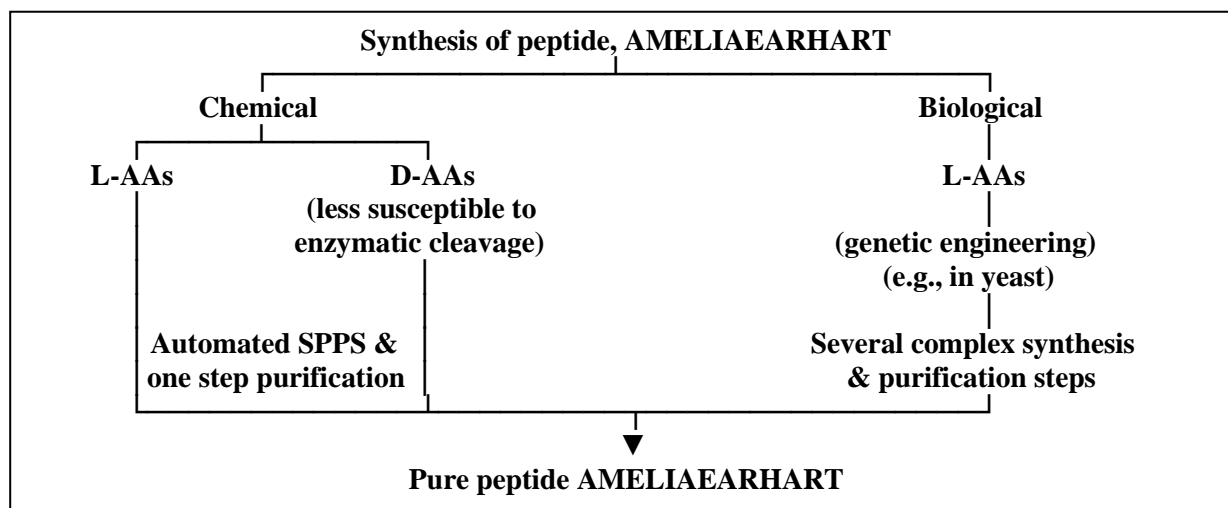 Synthesis of peptide, AMELIAEARHART
Chemical
Biological
L-AAs
D-AAs
(less susceptible to
enzymatic cleavage)
L-AAs
(genetic engineering)
(e.g., in yeast)
Automated SPPS &
one step purification
Several complex synthesis
& purification steps
Pure peptide AMELIAEARHART